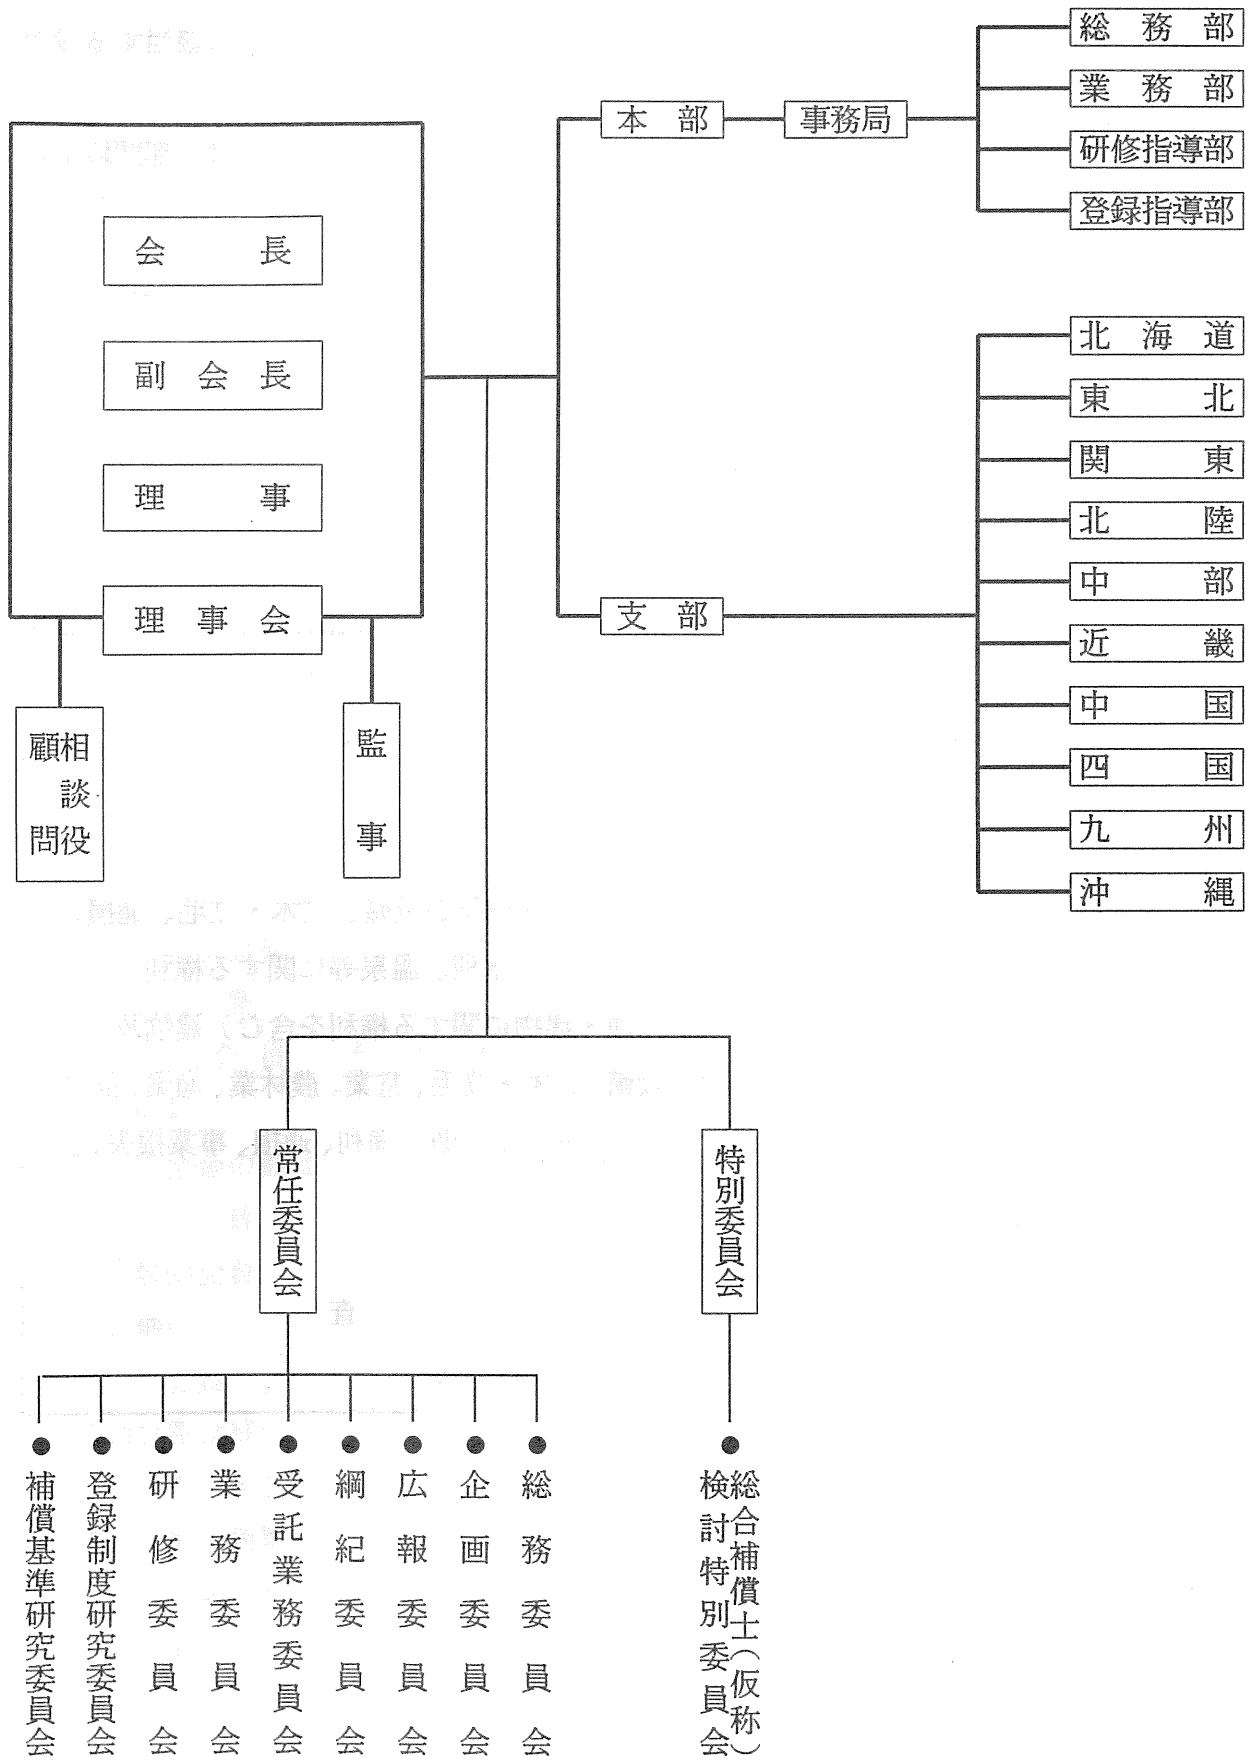 会長
副会長
理事
理事会
相談役
顧問
監事
本部
事務局
総務部
業務部
研修指導部
登録指導部
支部
北海道
東北
関東
北陸
中部
近畿
中国
四国
九州
沖縄
常任委員会
特別委員会
総務委員会
企画委員会
広報委員会
綱紀委員会
受託業務委員会
業務委員会
研修委員会
登録制度研究委員会
補償基準研究委員会
総合補償士(仮称)
検討特別委員会